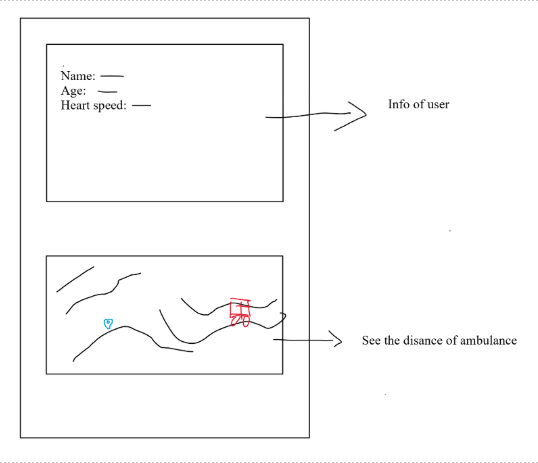 Name:
Age:
Heart speed:
Info of user
See the disance of ambulance